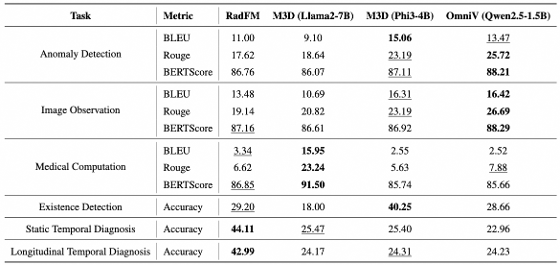 Task Metric RadFM M3D (Llama2-7B) M3D (Phi3-4B) OmniV (Qwen2.5-1.5B)
BLEU 11.00 9.10 15.06 13.47
Anomaly Detection Rouge 17.62 18.64 23.19 25.72
BERTScore 86.76 86.07 87.11 88.21
BLEU 13.48 10.69 16.31 16.42
Image Observation Rouge 19.14 20.82 23.19 26.69
BERTScore 87.16 86.61 86.92 88.29
BLEU 3.34 15.95 2.55 2.52
Medical Computation Rouge 6.62 23.24 5.63 7.88
BERTScore 86.85 91.50 85.74 85.66
Existence Detection Accuracy 29.20 18.00 40.25 28.66
Static Temporal Diagnosis Accuracy 44.11 25.47 25.40 22.96
Longitudinal Temporal Diagnosis Accuracy 42.99 24.17 24.31 24.23